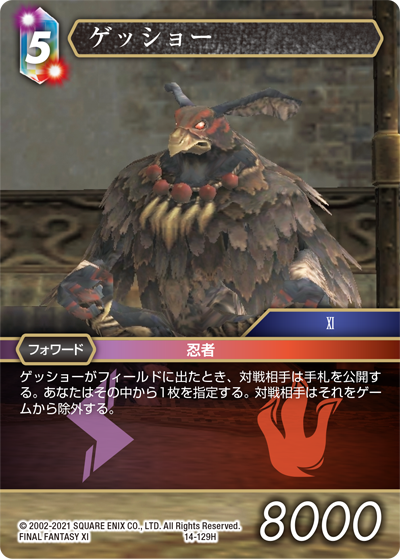 5
ゲッショー
XI
フォワード
忍者
ゲッショーがフィールドに出たとき、対戦相手は手札を公開す
る。あなたはその中から1枚を指定する。対戦相手はそれをゲー
ムから除外する。
© 2002-2021 SQUARE ENIX CO., LTD. All Rights Reserved.
FINAL FANTASY XI
14-129H
8000